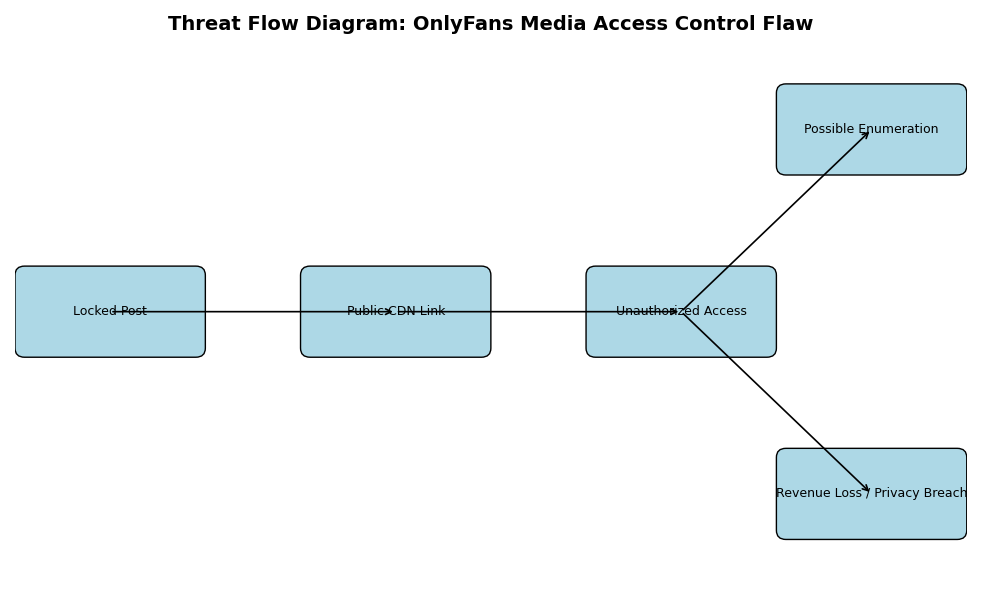 Threat Flow Diagram: OnlyFans Media Access Control Flaw
Possible Enumeration
Locked Post
Public CDN Link
Unauthorized Access
Revenue Loss / Privacy Breach